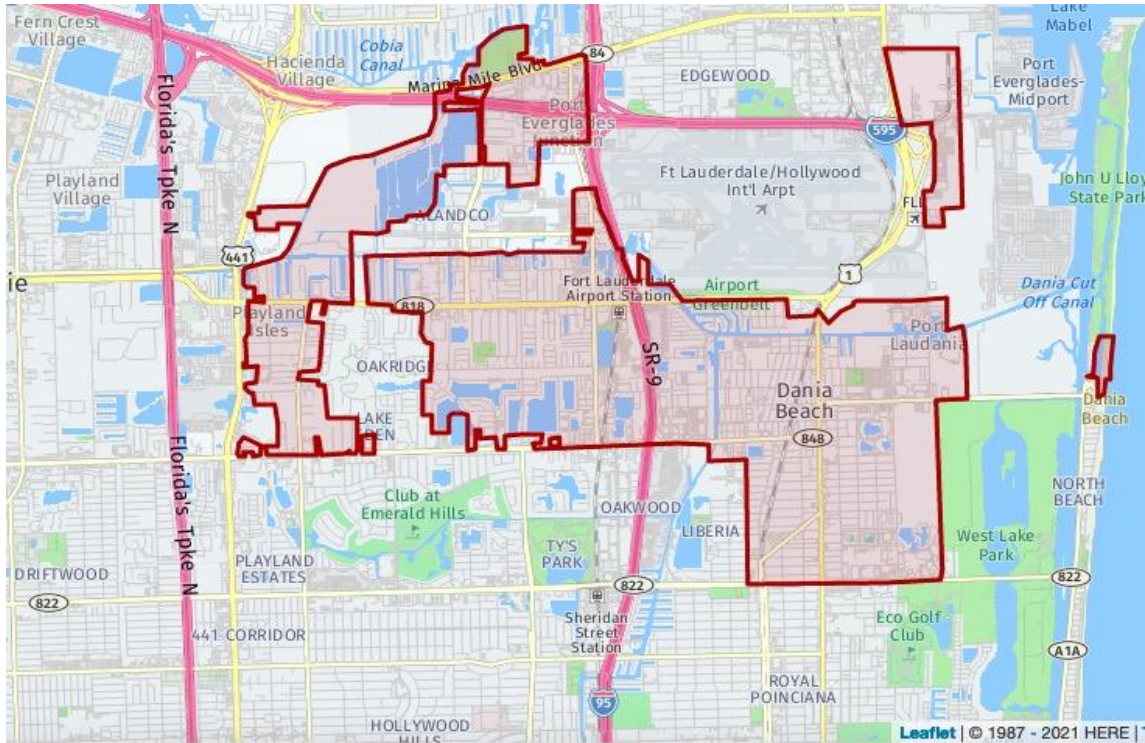 Fern Crest
Village
Cobia
Canal
Hacienda
Village
Marina Mile Blvd
84
EDGEWOOD
Lake
Mabel
Port
Everglades-
Midport
Florida's Tpke N
Port
Everglades
Junction
595
Playland
Village
Ft Lauderdale/Hollywood
Int'l Arpt
John U Lloy
State Park
FLL
ALANDCO
441
ie
1
Fort Lauderdale
Airport Station
Airport
Greenbelt
Dania Cut
Off Canal
818
Playland
Isles
Port
Laudania
SR-9
OAKRIDGE
Dania
Beach
Dania
Beach
LAKE
EDEN
848
Florida's Tpke N
Club at
Emerald Hills
OAKWOOD
LIBERIA
NORTH
BEACH
West Lake
Park
TY'S
PARK
PLAYLAND
ESTATES
DRIFTWOOD
822
822
822
Sheridan
Street
Station
Eco Golf
Club
441 CORRIDOR
A1A
ROYAL
POINCIANA
95
HOLLYWOOD
HILLS
Leaflet | © 1987 - 2021 HERE | T